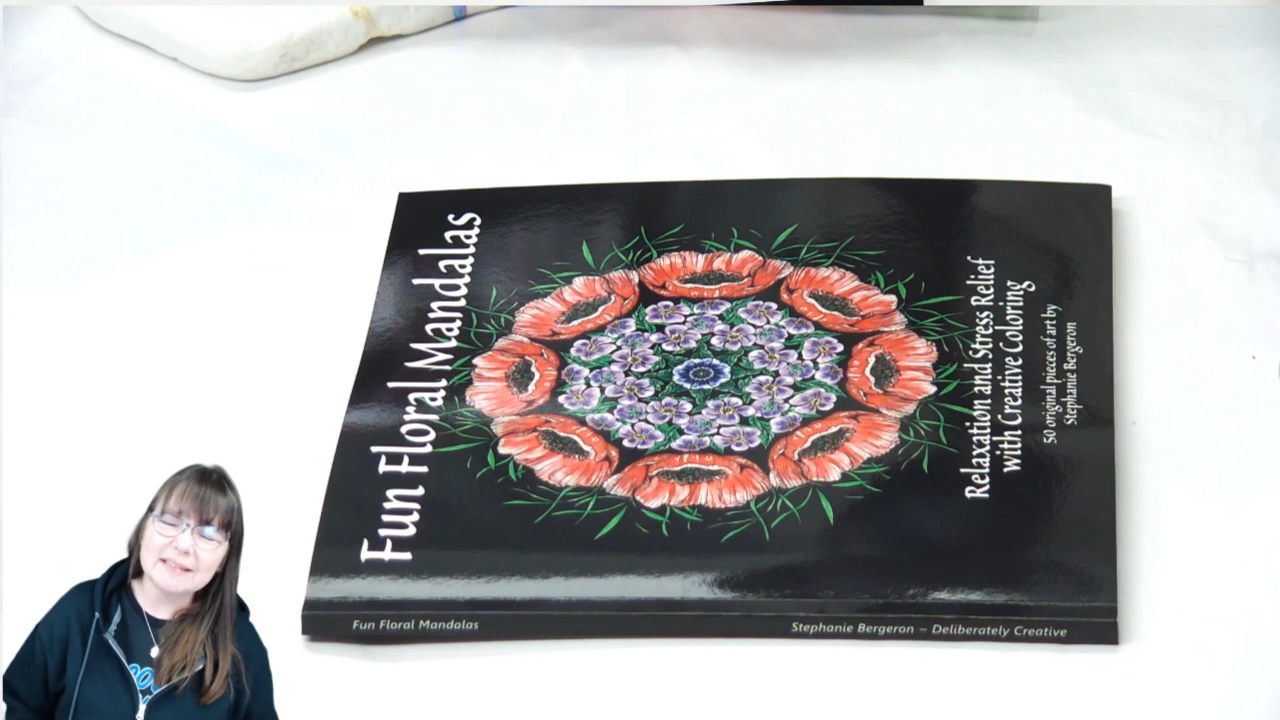 Fun Floral Mandalas
Relaxation and Stress Relief
with Creative Coloring
50 original pieces of art by
Stephanie Bergeron
Fun Floral Mandalas
Stephanie Bergeron ~ Deliberately Creative